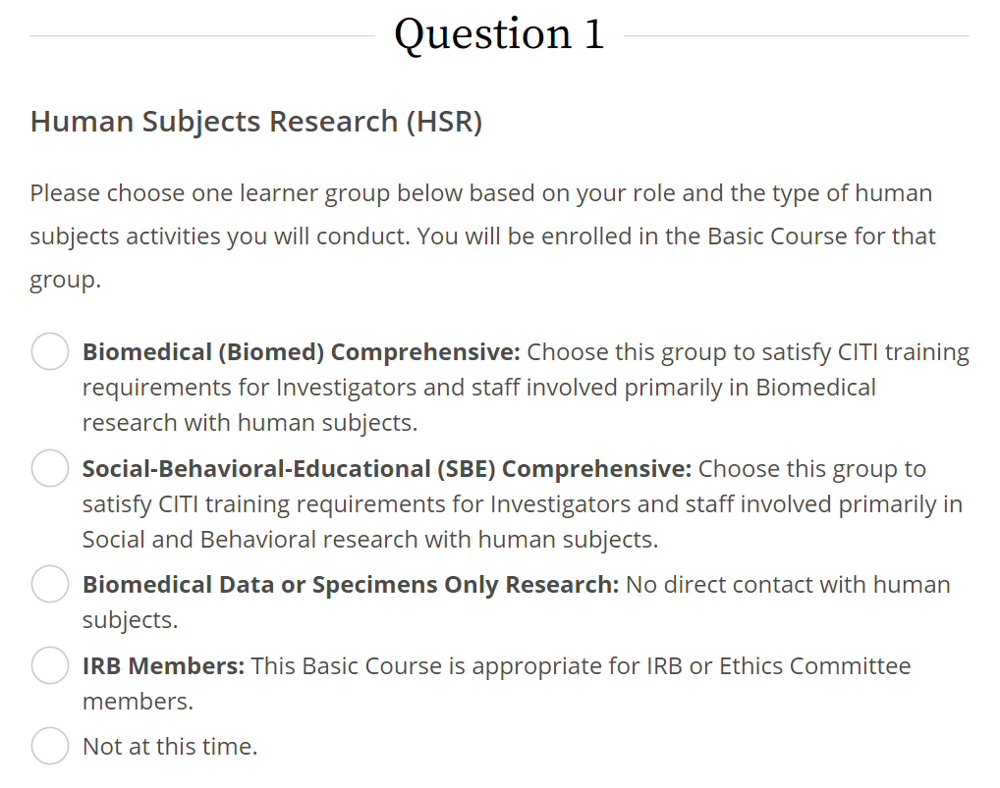 Question 1
Human Subjects Research (HSR)
Please choose one learner group below based on your role and the type of human
subjects activities you will conduct. You will be enrolled in the Basic Course for that
group.
Biomedical (Biomed) Comprehensive: Choose this group to satisfy CITI training
requirements for Investigators and staff involved primarily in Biomedical
research with human subjects.
Social-Behavioral-Educational (SBE) Comprehensive: Choose this group to
satisfy CITI training requirements for Investigators and staff involved primarily in
Social and Behavioral research with human subjects.
Biomedical Data or Specimens Only Research: No direct contact with human
subjects.
IRB Members: This Basic Course is appropriate for IRB or Ethics Committee
members.
Not at this time.